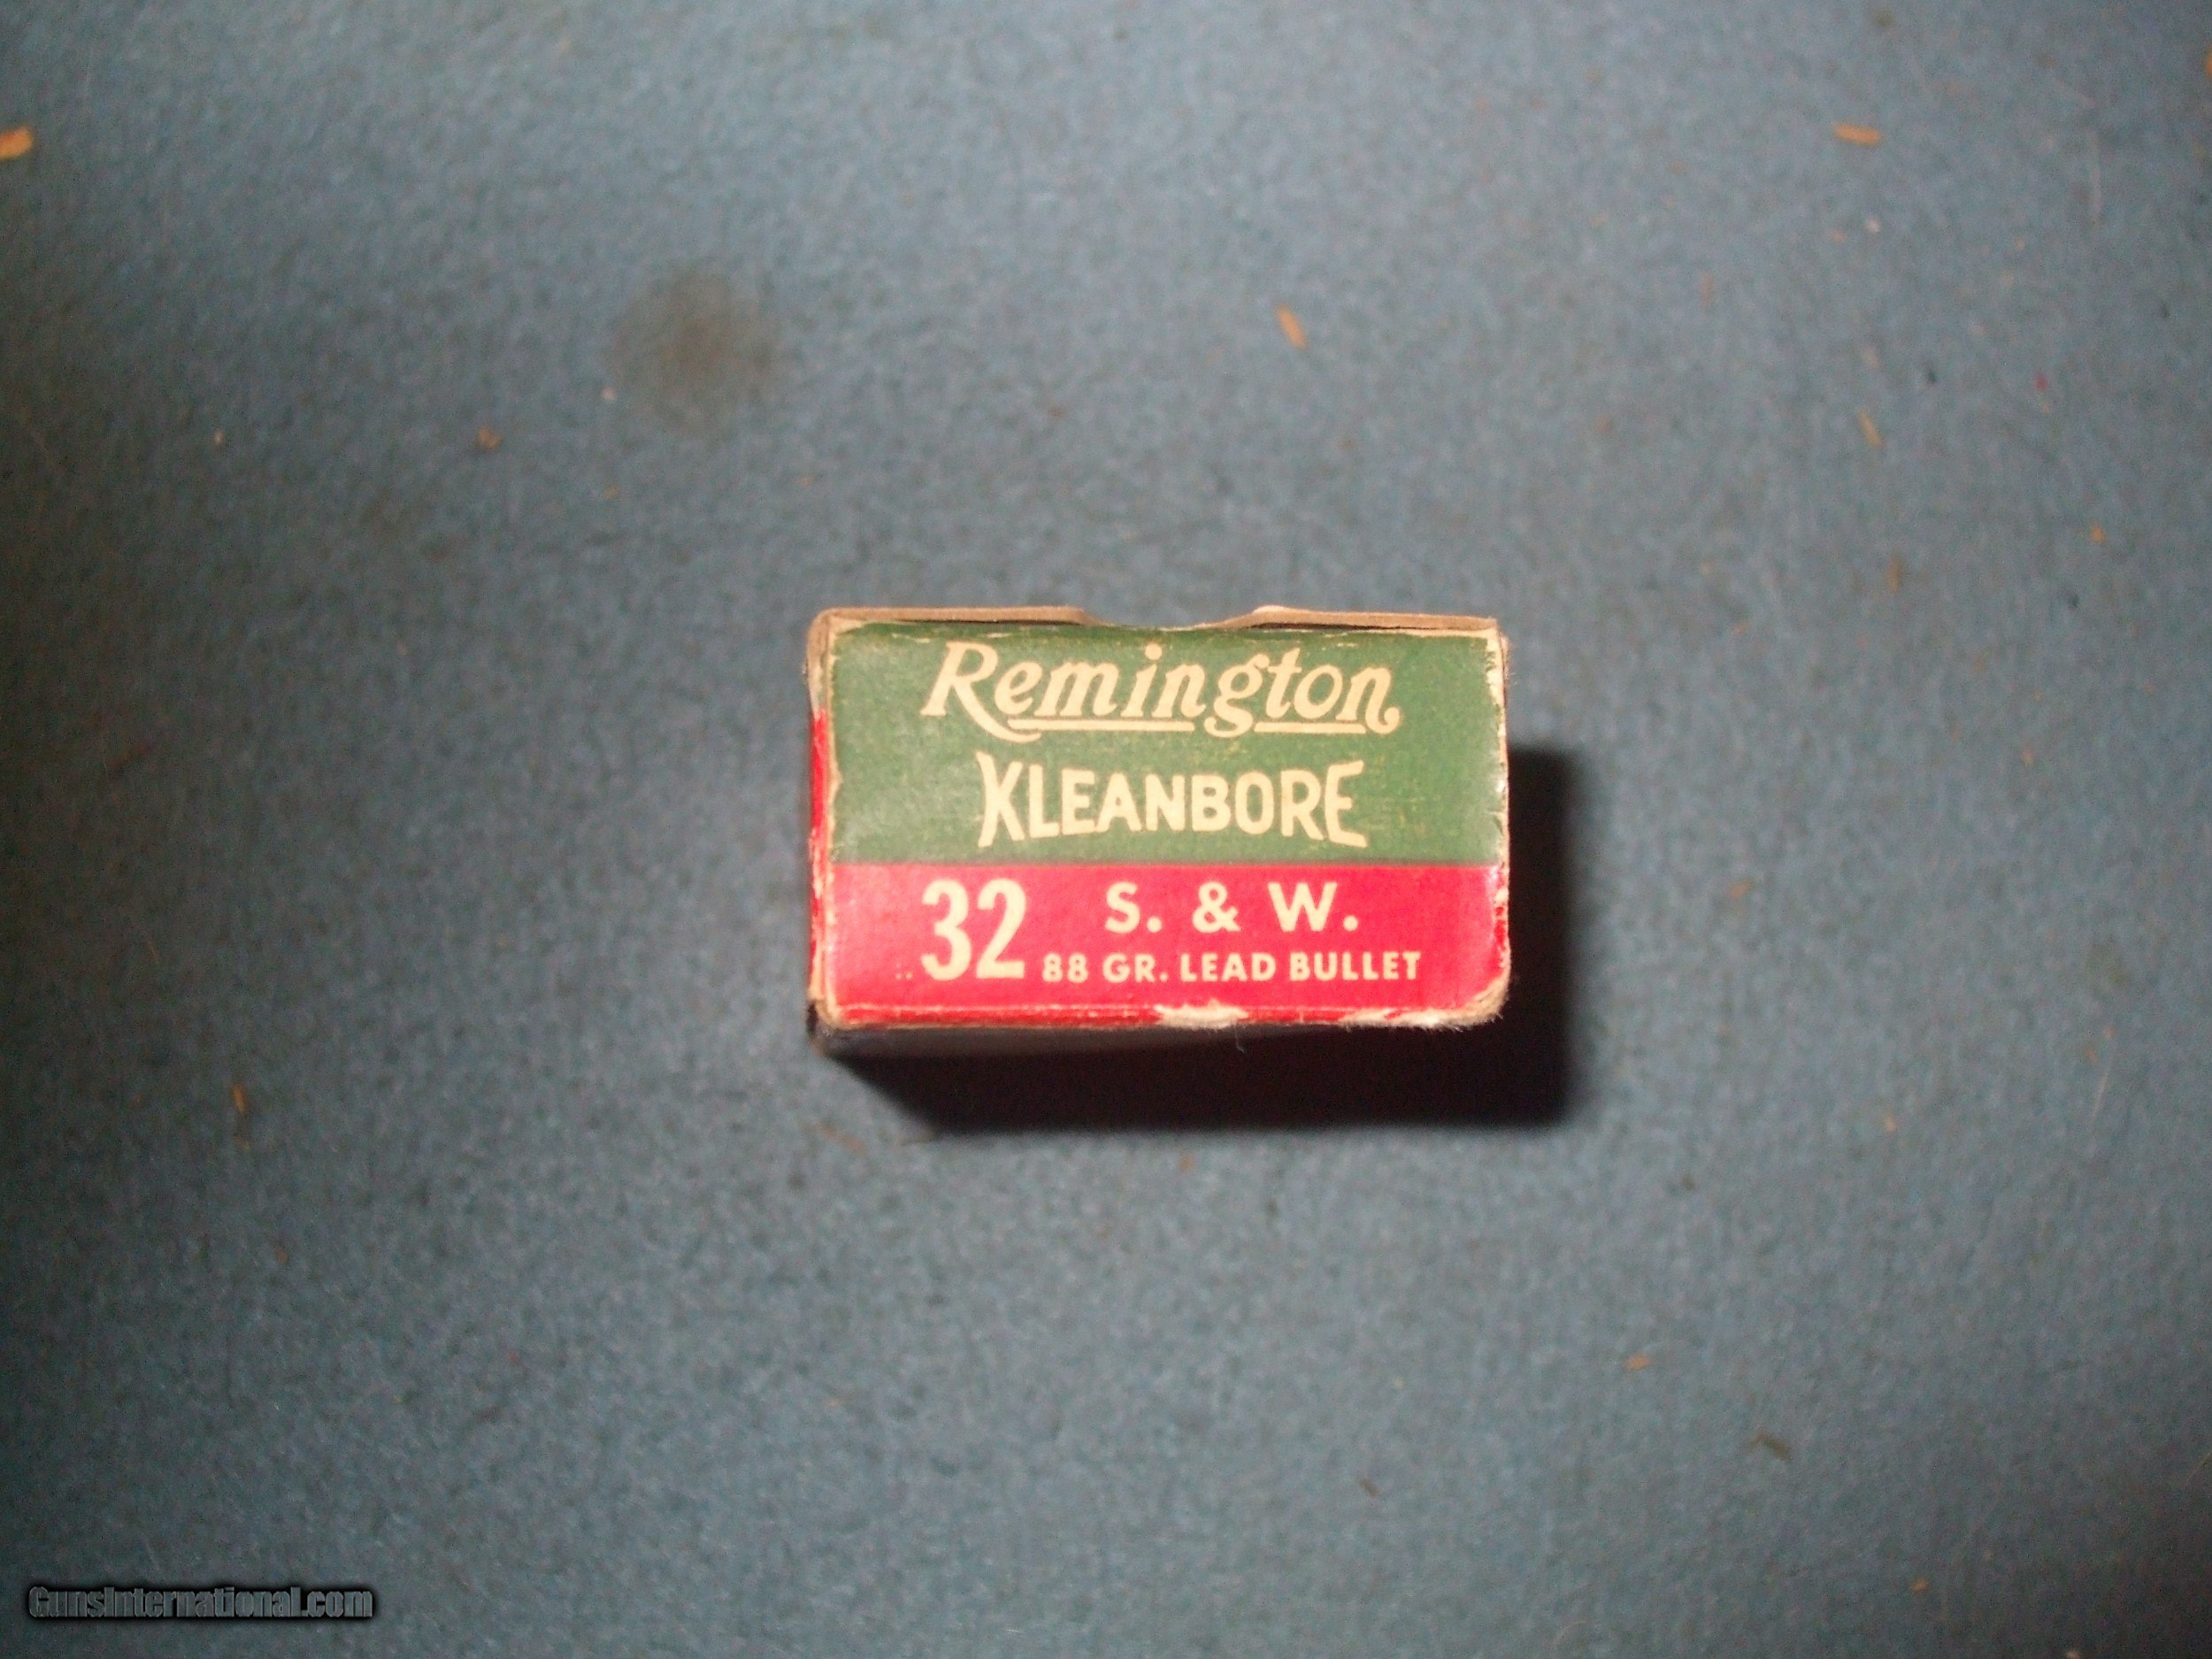 Remington
KLEANBORE
.32 S. & W.
88 GR. LEAD BULLET
GunsInternational.com